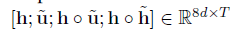 [h; ũ; h ∘ ũ; h ∘ h̃] ∈ ℝ^{8d×T}